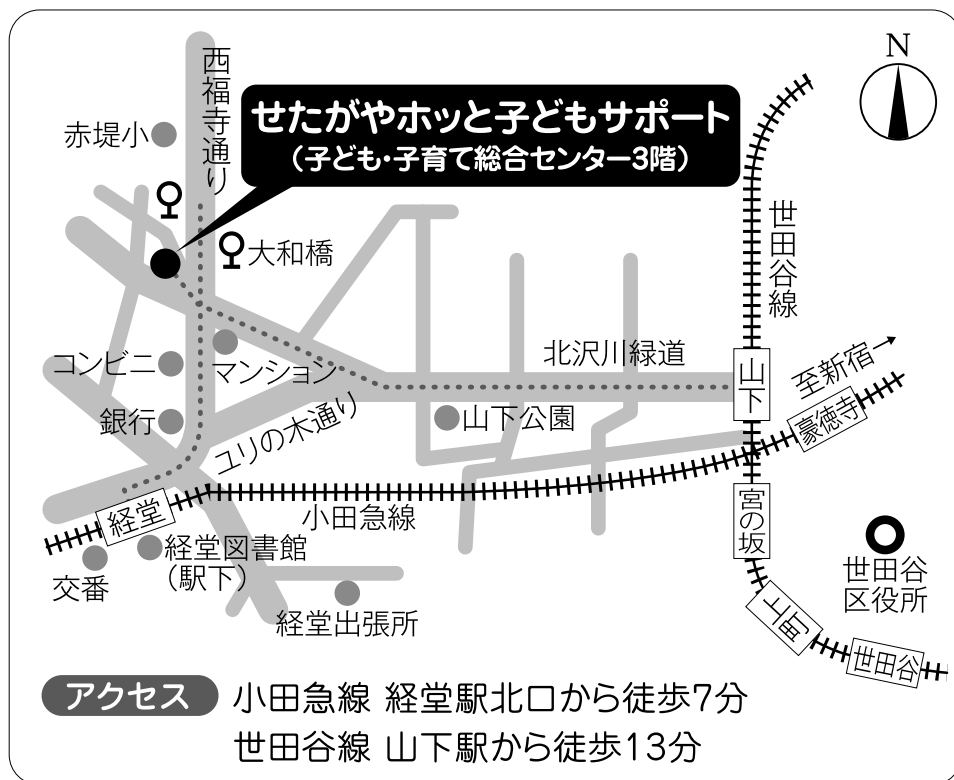 N
西福寺通り
せたがやホッと子どもサポート
(子ども・子育て総合センター3階)
赤堤小
大和橋
世田谷線
コンビニ
マンション
北沢川緑道
山下
至新宿→
銀行
ユリの木通り
山下公園
豪徳寺
経堂
小田急線
宮の坂
交番
経堂図書館
(駅下)
経堂出張所
世田谷
区役所
上町
世田谷
アクセス
小田急線 経堂駅北口から徒歩7分
世田谷線 山下駅から徒歩13分